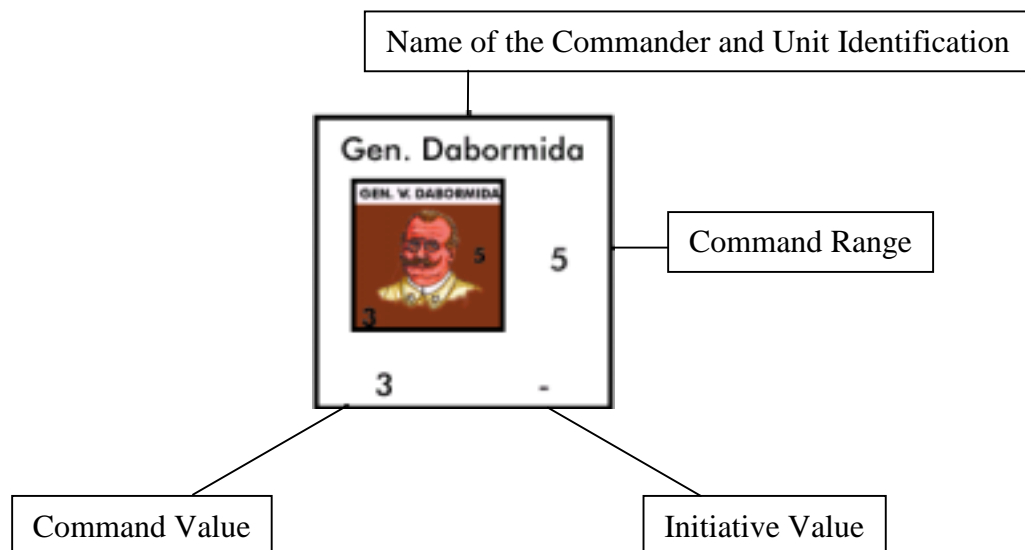 Name of the Commander and Unit Identification
Gen. Dabormida
GEN. V. DABORMIDA
5
5
Command Range
3
3
-
Command Value
Initiative Value